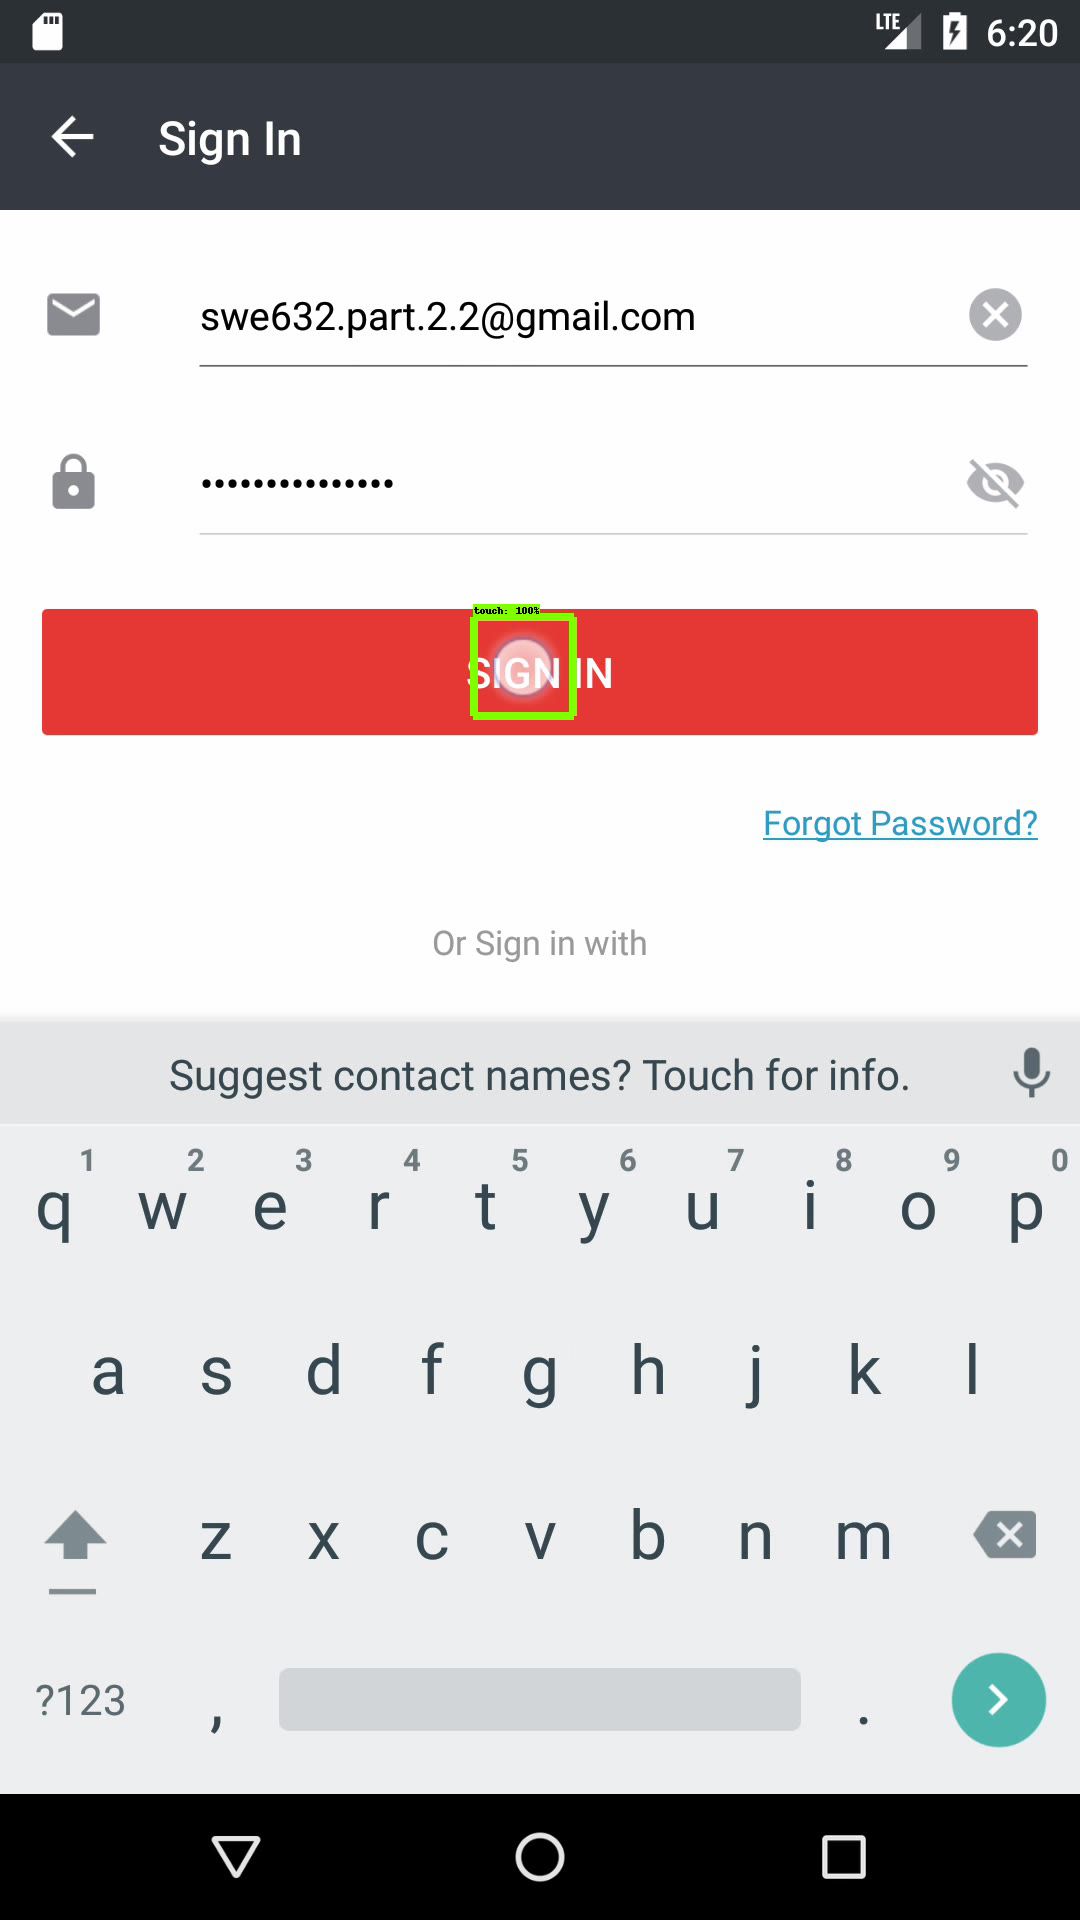 LTE 6:20
Sign In
swe632.part.2.2@gmail.com
•••••••••••••••
touch: 100%
SIGN IN
Forgot Password?
Or Sign in with
Suggest contact names? Touch for info.
1 2 3 4 5 6 7 8 9 0
q w e r t y u i o p
a s d f g h j k l
z x c v b n m
?123 , .